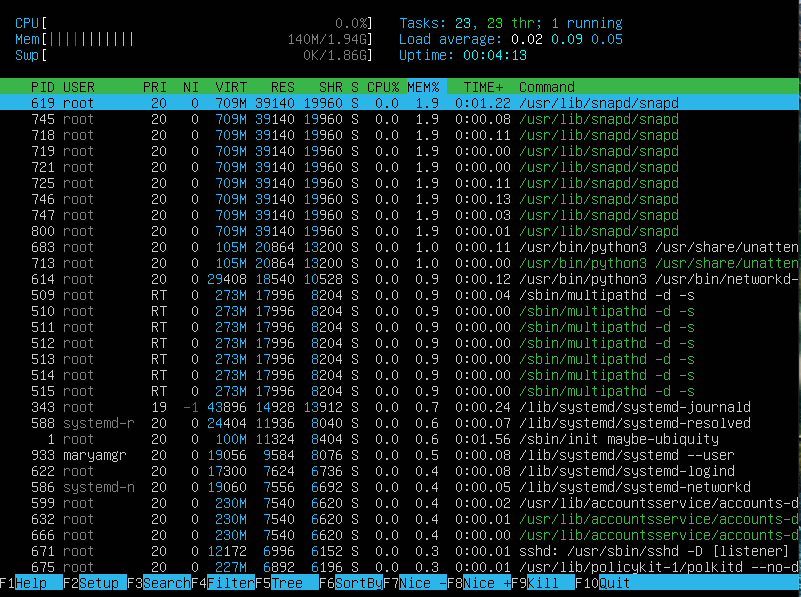 CPU[ 0.0%] Tasks: 23, 23 thr; 1 running
Mem[||||||||||| 140M/1.94G] Load average: 0.02 0.09 0.05
Swp[ 0K/1.86G] Uptime: 00:04:13
PID USER PRI NI VIRT RES SHR S CPU% MEM% TIME+ Command
619 root 20 0 709M 39140 19960 S 0.0 1.9 0:01.22 /usr/lib/snapd/snapd
745 root 20 0 709M 39140 19960 S 0.0 1.9 0:00.08 /usr/lib/snapd/snapd
718 root 20 0 709M 39140 19960 S 0.0 1.9 0:00.11 /usr/lib/snapd/snapd
719 root 20 0 709M 39140 19960 S 0.0 1.9 0:00.00 /usr/lib/snapd/snapd
721 root 20 0 709M 39140 19960 S 0.0 1.9 0:00.00 /usr/lib/snapd/snapd
725 root 20 0 709M 39140 19960 S 0.0 1.9 0:00.11 /usr/lib/snapd/snapd
746 root 20 0 709M 39140 19960 S 0.0 1.9 0:00.13 /usr/lib/snapd/snapd
747 root 20 0 709M 39140 19960 S 0.0 1.9 0:00.03 /usr/lib/snapd/snapd
800 root 20 0 709M 39140 19960 S 0.0 1.9 0:00.01 /usr/lib/snapd/snapd
683 root 20 0 105M 20864 13200 S 0.0 1.0 0:00.11 /usr/bin/python3 /usr/share/unatten
713 root 20 0 105M 20864 13200 S 0.0 1.0 0:00.00 /usr/bin/python3 /usr/share/unatten
614 root 20 0 29408 18540 10528 S 0.0 0.9 0:00.12 /usr/bin/python3 /usr/bin/networkd-
509 root RT 0 273M 17996 8204 S 0.0 0.9 0:00.04 /sbin/multipathd -d -s
510 root RT 0 273M 17996 8204 S 0.0 0.9 0:00.00 /sbin/multipathd -d -s
511 root RT 0 273M 17996 8204 S 0.0 0.9 0:00.00 /sbin/multipathd -d -s
512 root RT 0 273M 17996 8204 S 0.0 0.9 0:00.00 /sbin/multipathd -d -s
513 root RT 0 273M 17996 8204 S 0.0 0.9 0:00.00 /sbin/multipathd -d -s
514 root RT 0 273M 17996 8204 S 0.0 0.9 0:00.00 /sbin/multipathd -d -s
515 root RT 0 273M 17996 8204 S 0.0 0.9 0:00.00 /sbin/multipathd -d -s
343 root 19 -1 43896 14928 13912 S 0.0 0.7 0:00.24 /lib/systemd/systemd-journald
588 systemd-r 20 0 24404 11936 8040 S 0.0 0.6 0:00.07 /lib/systemd/systemd-resolved
1 root 20 0 100M 11324 8404 S 0.0 0.6 0:01.56 /sbin/init maybe-ubiquity
933 maryamgr 20 0 19056 9584 8076 S 0.0 0.5 0:00.08 /lib/systemd/systemd --user
622 root 20 0 17300 7624 6736 S 0.0 0.4 0:00.08 /lib/systemd/systemd-logind
586 systemd-n 20 0 19060 7556 6692 S 0.0 0.4 0:00.05 /lib/systemd/systemd-networkd
599 root 20 0 230M 7540 6620 S 0.0 0.4 0:00.02 /usr/lib/accountsservice/accounts-d
632 root 20 0 230M 7540 6620 S 0.0 0.4 0:00.01 /usr/lib/accountsservice/accounts-d
666 root 20 0 230M 7540 6620 S 0.0 0.4 0:00.00 /usr/lib/accountsservice/accounts-d
671 root 20 0 12172 6996 6152 S 0.0 0.3 0:00.01 sshd: /usr/sbin/sshd -D [listener]
675 root 20 0 227M 6892 6196 S 0.0 0.3 0:00.01 /usr/lib/policykit-1/polkitd --no-d
F1Help F2Setup F3SearchF4FilterF5Tree F6SortByF7Nice -F8Nice +F9Kill F10Quit